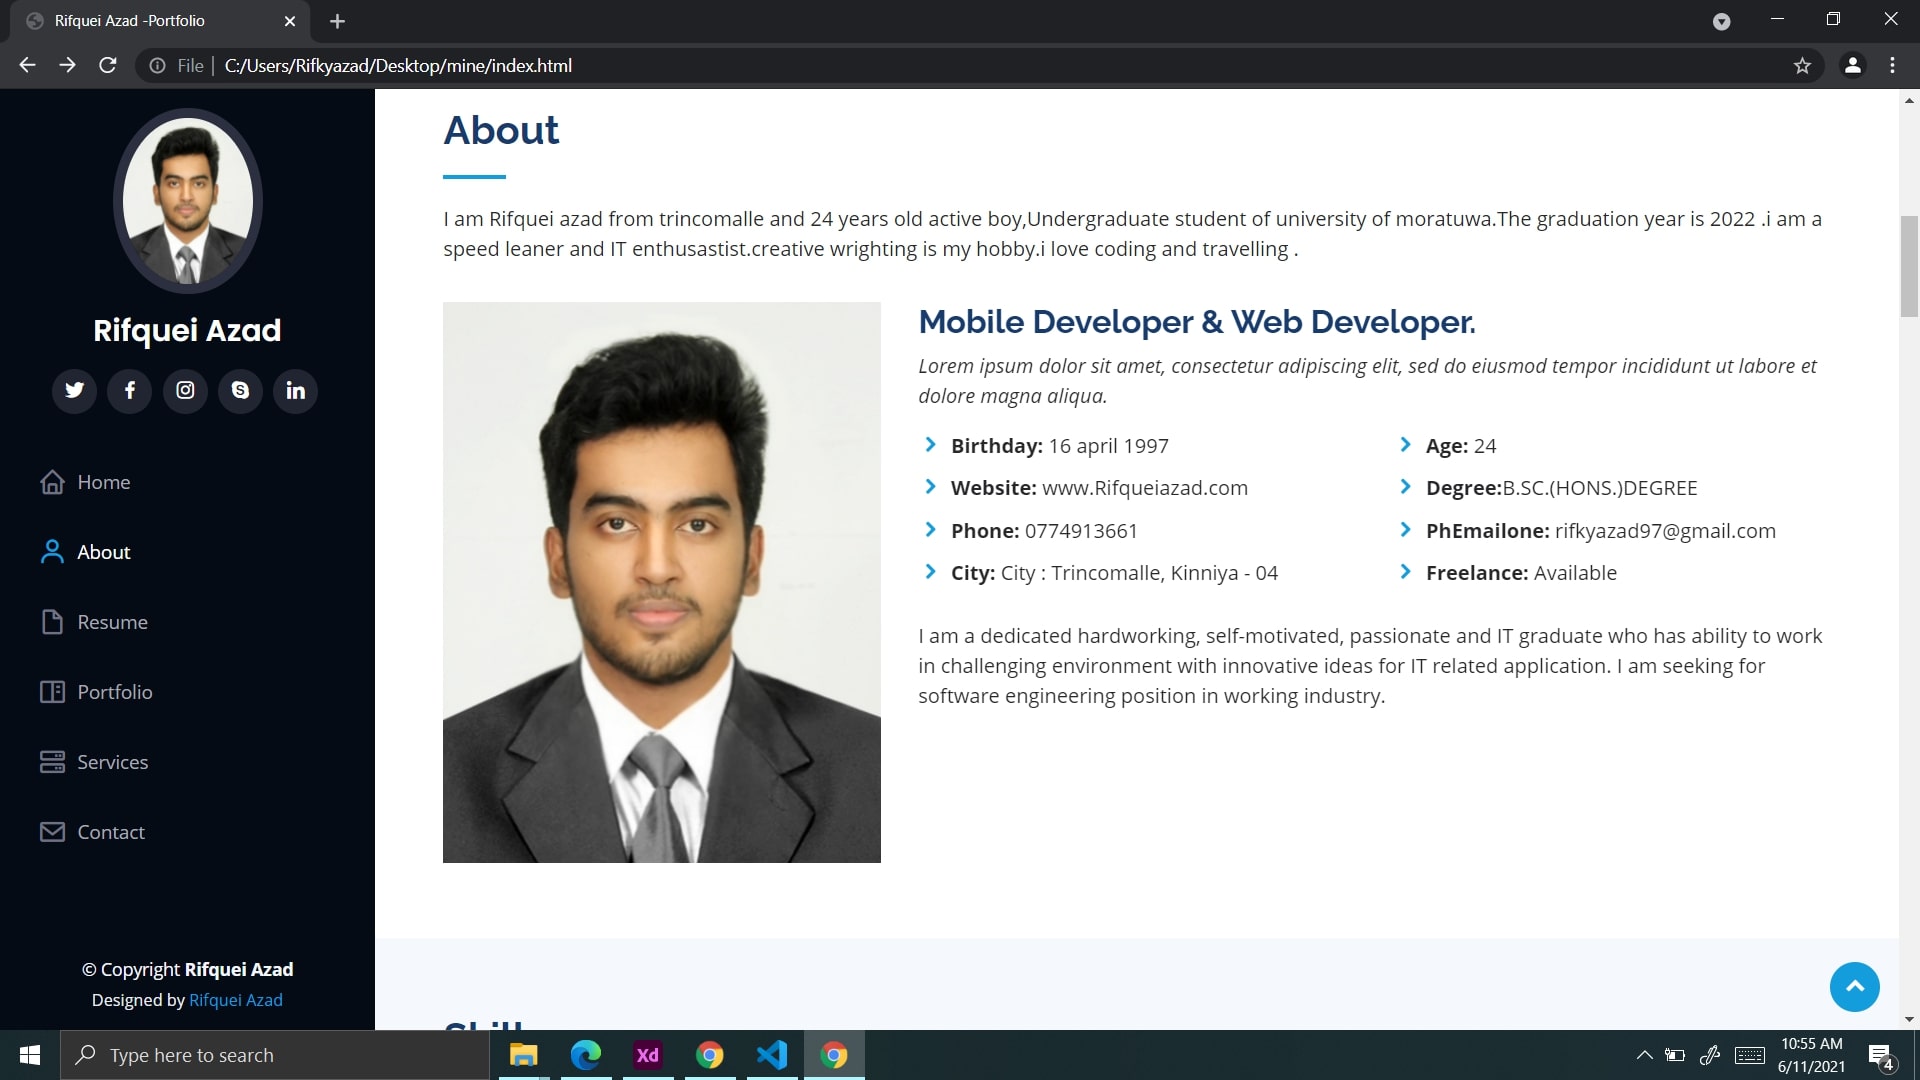 Rifquei Azad -Portfolio
File | C:/Users/Rifkyazad/Desktop/mine/index.html
Rifquei Azad
Home
About
Resume
Portfolio
Services
Contact
© Copyright Rifquei Azad
Designed by Rifquei Azad
About
I am Rifquei azad from trincomalle and 24 years old active boy,Undergraduate student of university of moratuwa.The graduation year is 2022 .i am a
speed leaner and IT enthusastist.creative wrighting is my hobby.i love coding and travelling .
Mobile Developer & Web Developer.
Lorem ipsum dolor sit amet, consectetur adipiscing elit, sed do eiusmod tempor incididunt ut labore et
dolore magna aliqua.
Birthday: 16 april 1997
Website: www.Rifqueiazad.com
Phone: 0774913661
City: City : Trincomalle, Kinniya - 04
Age: 24
Degree:B.SC.(HONS.)DEGREE
PhEmailone: rifkyazad97@gmail.com
Freelance: Available
I am a dedicated hardworking, self-motivated, passionate and IT graduate who has ability to work
in challenging environment with innovative ideas for IT related application. I am seeking for
software engineering position in working industry.
Skill
Type here to search
Xd
10:55 AM
6/11/2021
4